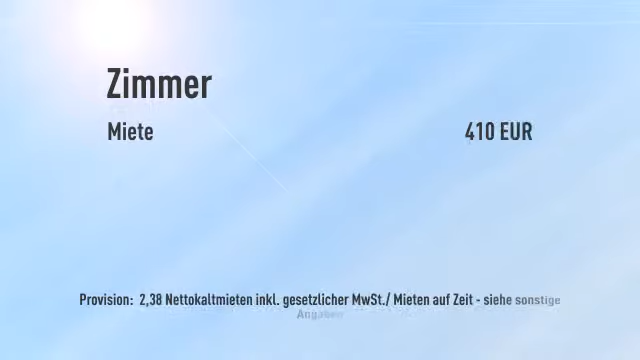 Zimmer
Miete 410 EUR
Provision: 2,38 Nettokaltmieten inkl. gesetzlicher MwSt./ Mieten auf Zeit - siehe sonstige
Angaben